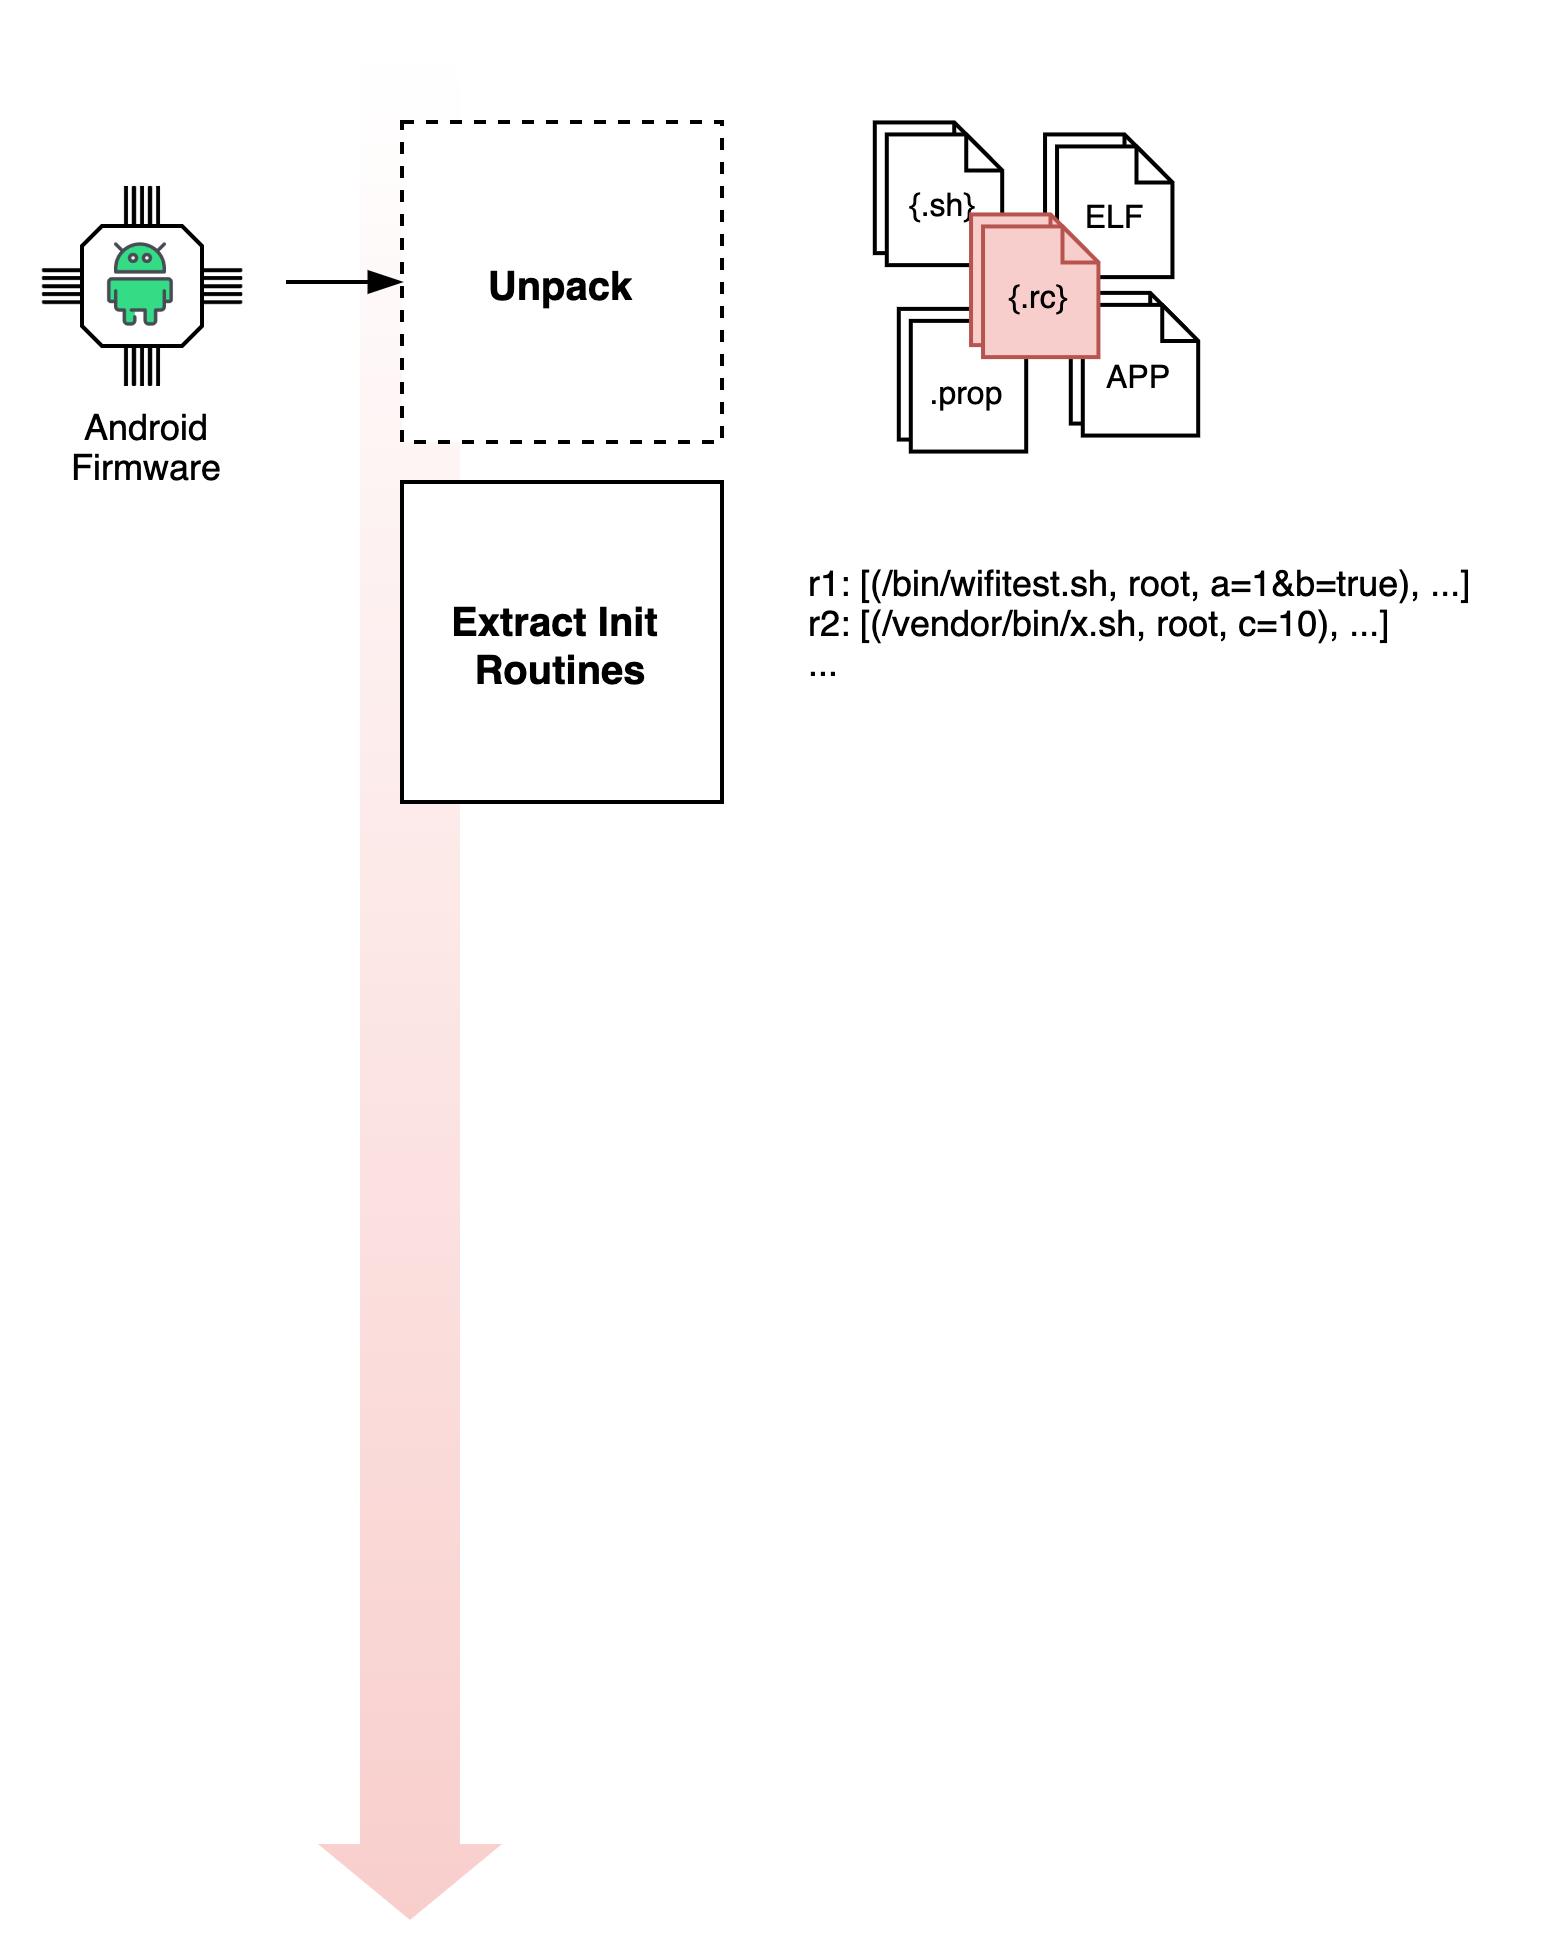 Android
Firmware
Unpack
{.sh}
ELF
{.rc}
.prop
APP
Extract Init
Routines
r1: [(/bin/wifitest.sh, root, a=1&b=true), ...]
r2: [(/vendor/bin/x.sh, root, c=10), ...]
...